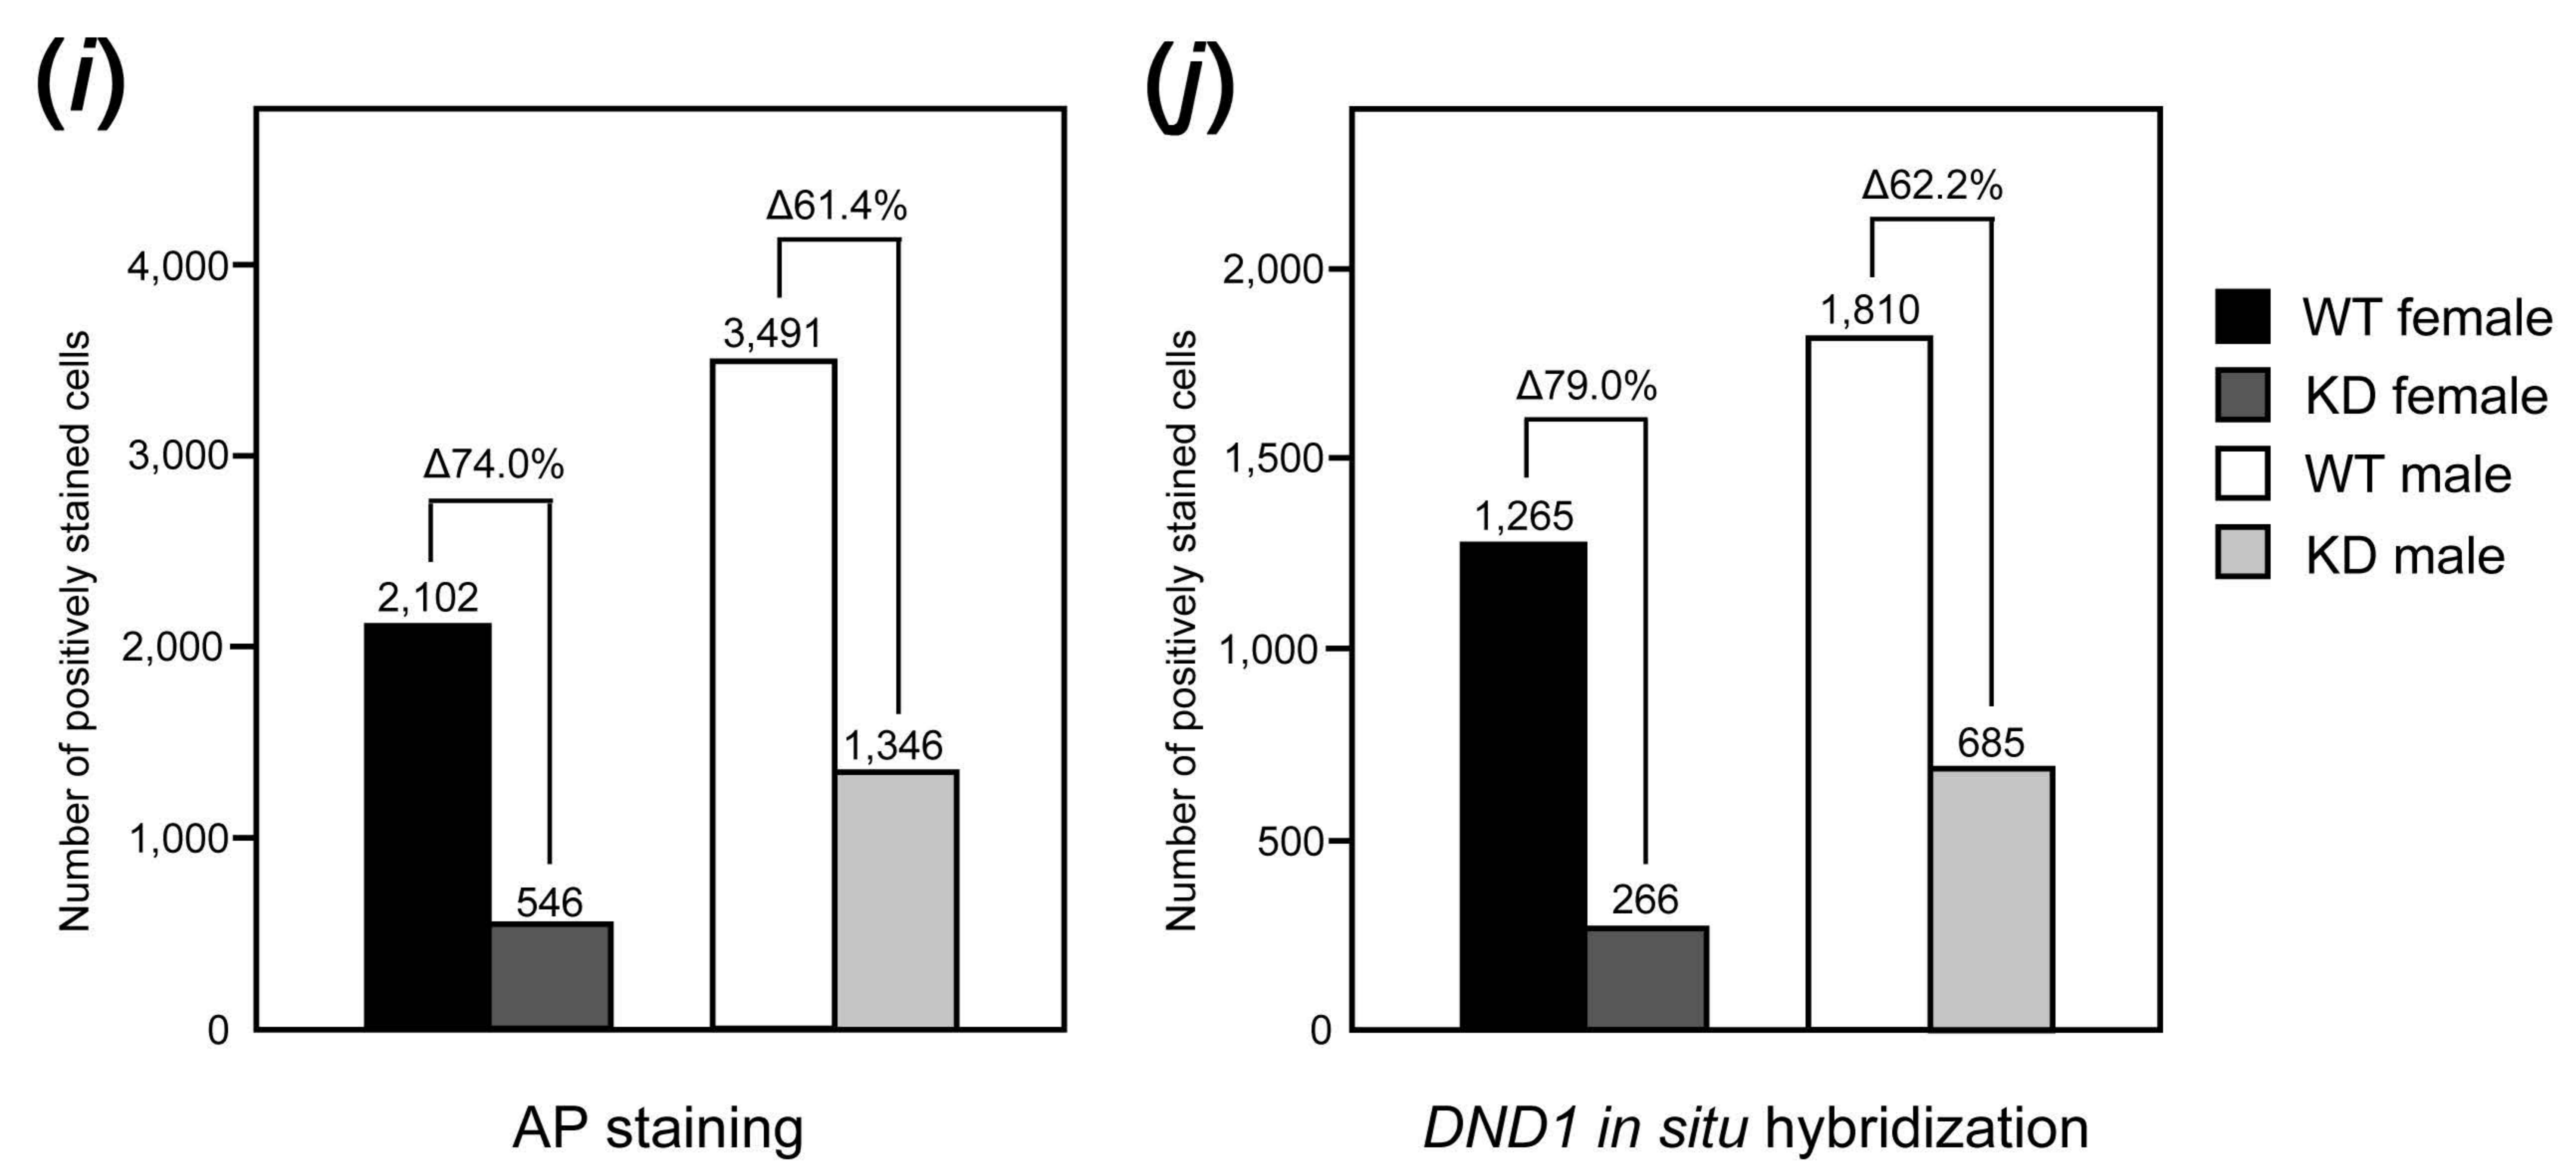 (i)
Number of positively stained cells
4,000
3,000
2,000
1,000
0
Δ74.0%
2,102
546
Δ61.4%
3,491
1,346
AP staining
(j)
Number of positively stained cells
2,000
1,500
1,000
500
0
Δ79.0%
1,265
266
Δ62.2%
1,810
685
DND1 in situ hybridization
WT female
KD female
WT male
KD male